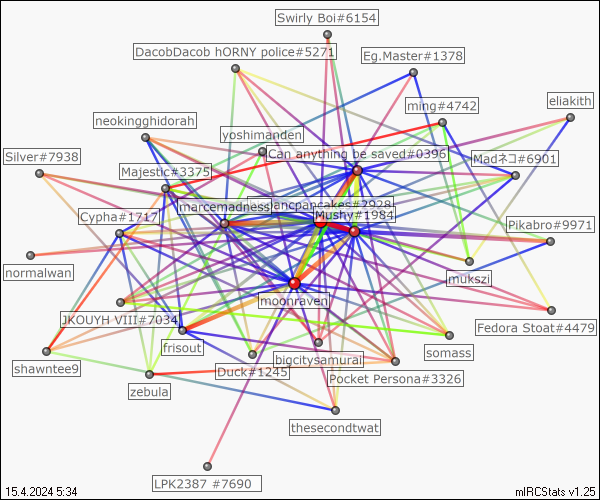 Swirly Boi#6154
DacobDacob hORNY police#5271
Eg.Master#1378
ming#4742
eliakith
neokingghidorah
yoshimanden
Can anything be saved#0396
Silver#7938
Majestic#3375
Madネコ#6901
marcemadness
ancpancakes#2928
Cypha#1717
Mushy#1984
Pikabro#9971
normalwan
mukszi
moonraven
JKOUYH VIII#7034
Fedora Stoat#4479
frisout
bigcitysamurai
somass
shawntee9
Duck#1245
Pocket Persona#3326
zebula
thesecondtwat
LPK2387 #7690
15.4.2024 5:34
mIRCStats v1.25